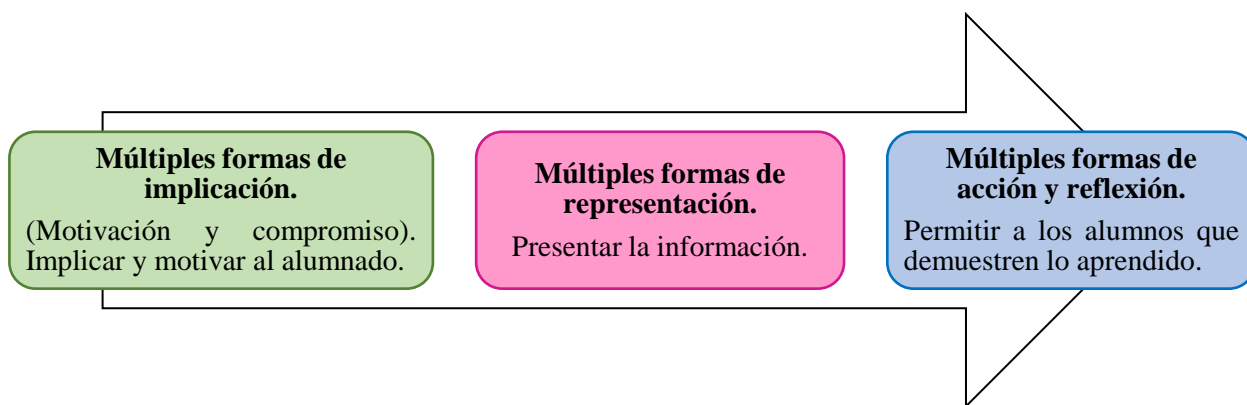 Múltiples formas de
implicación.
(Motivación y compromiso).
Implicar y motivar al alumnado.
Múltiples formas de
representación.
Presentar la información.
Múltiples formas de
acción y reflexión.
Permitir a los alumnos que
demuestren lo aprendido.